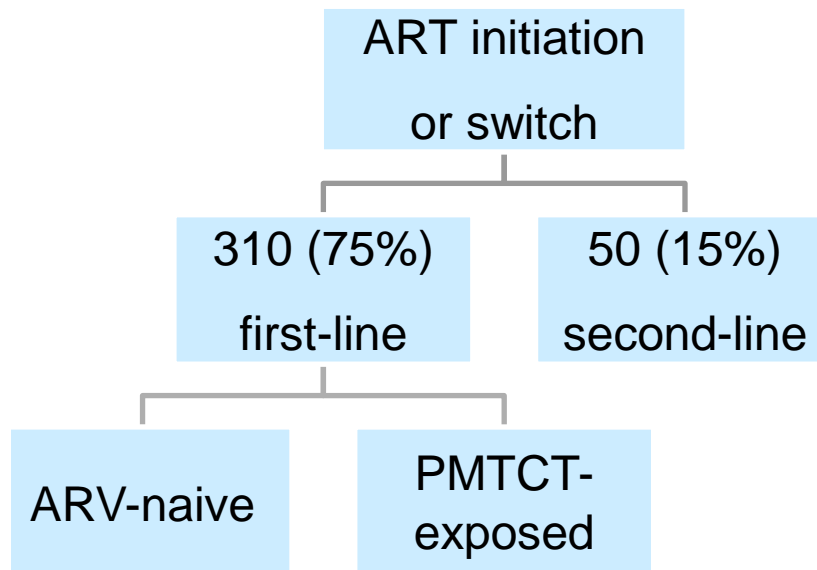 ART initiation
or switch
310 (75%)
first-line
50 (15%)
second-line
ARV-naive
PMTCT-
exposed